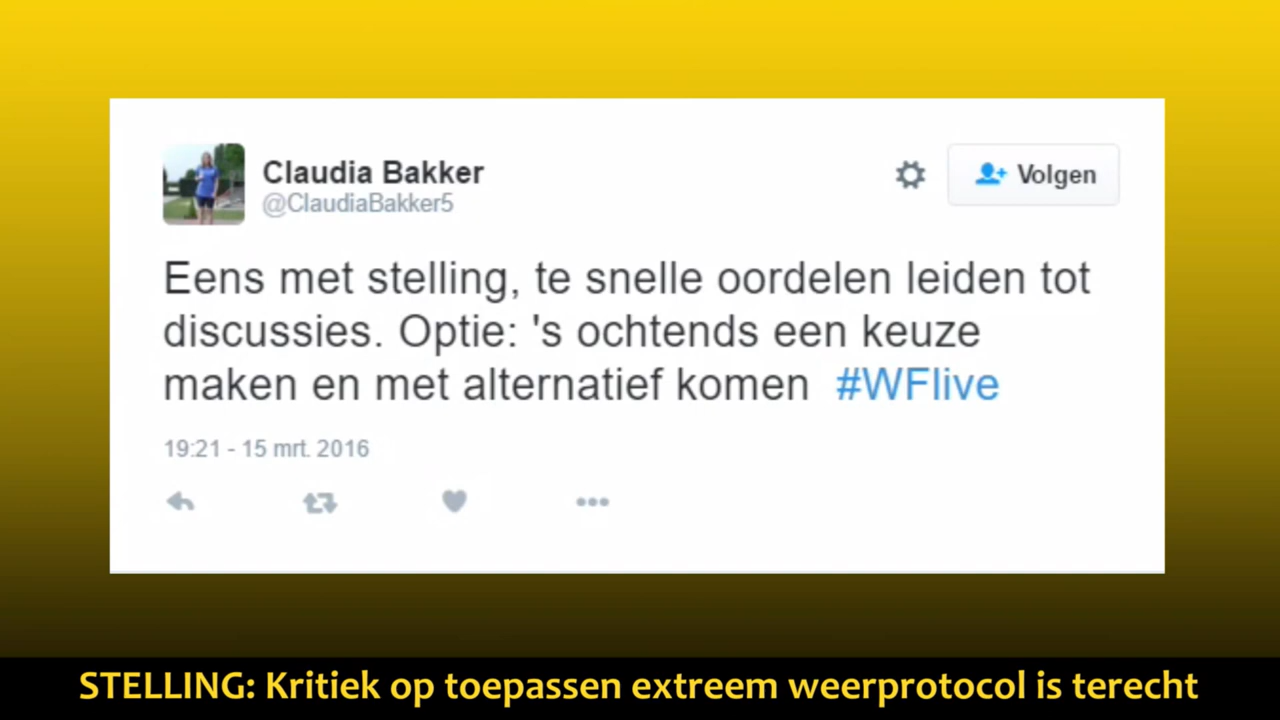 Claudia Bakker
@ClaudiaBakker5
Volgen
Eens met stelling, te snelle oordelen leiden tot
discussies. Optie: 's ochtends een keuze
maken en met alternatief komen #WFlive
19:21 - 15 mrt. 2016
STELLING: Kritiek op toepassen extreem weerprotocol is terecht